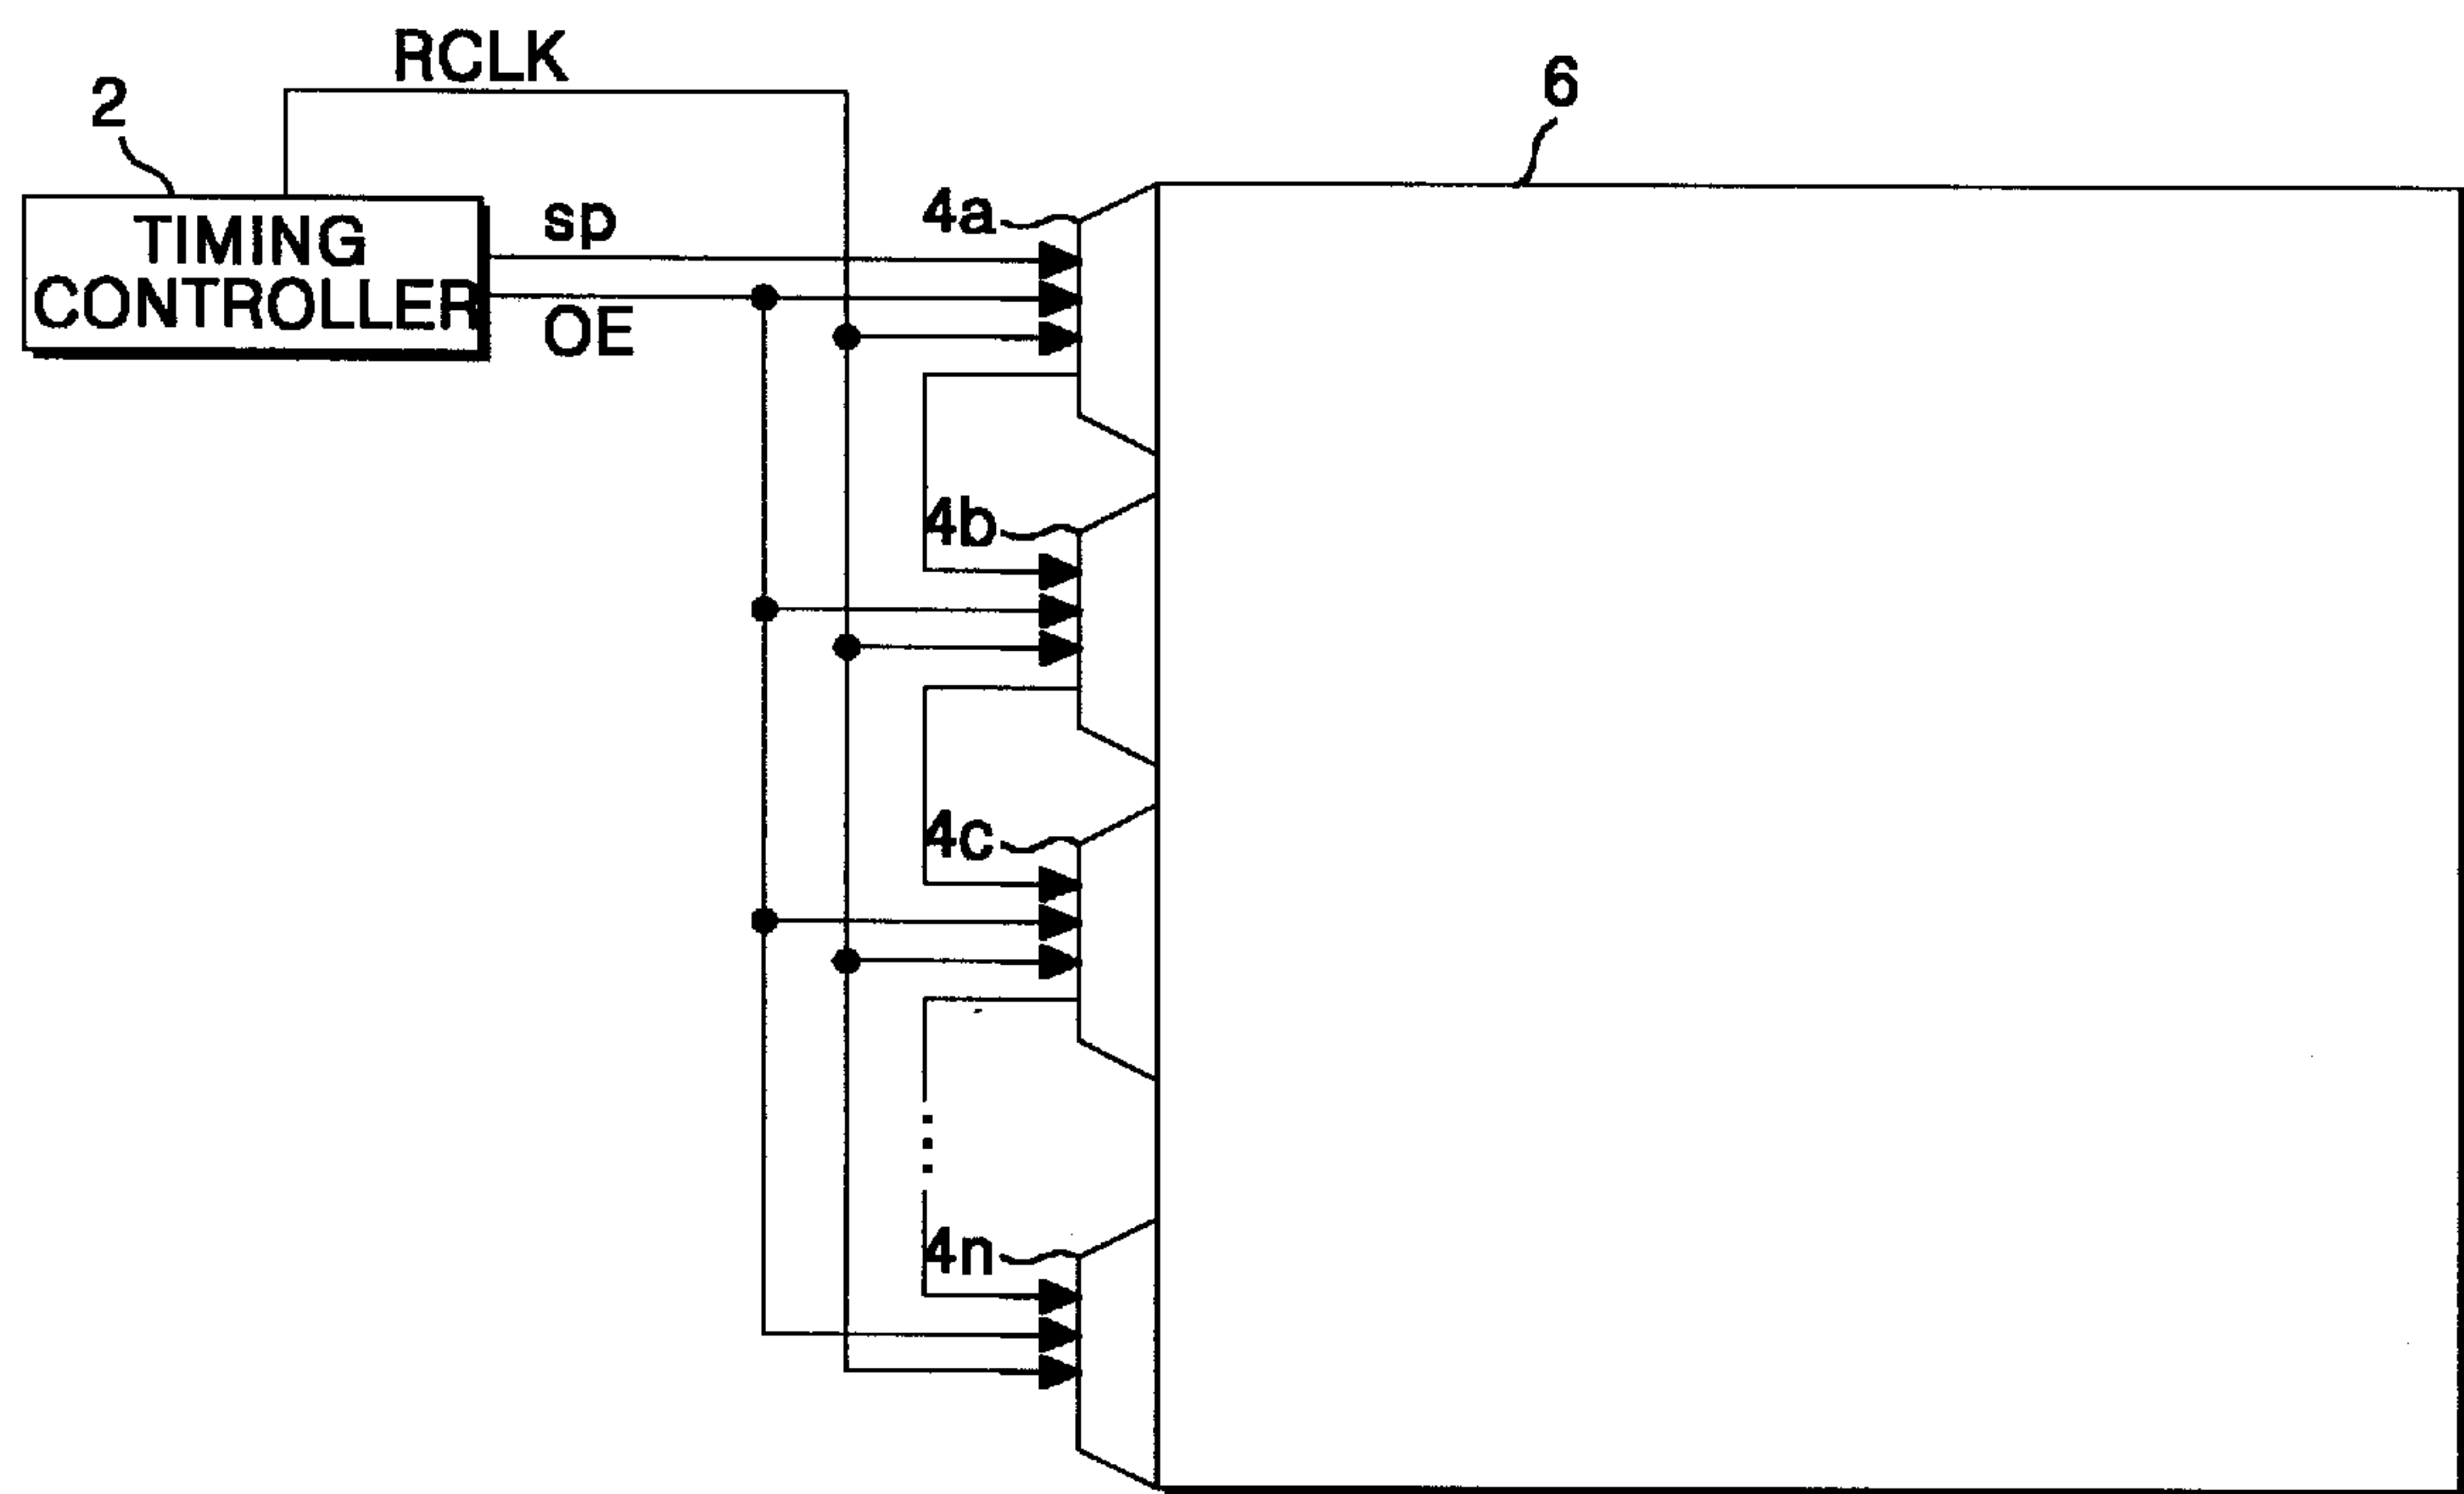 RCLK
2
6
TIMING
CONTROLLER
sp
OE
4a
4b
4c
4n